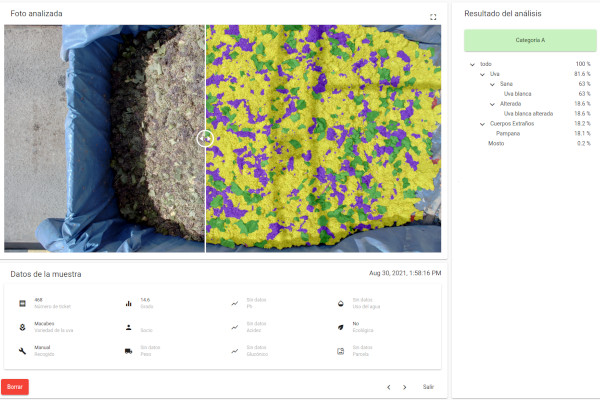 Foto analizada
Resultado del análisis
Categoría A
todo 100 %
Uva 81.6 %
Sana 63 %
Uva blanca 63 %
Alterada 18.6 %
Uva blanca alterada 18.6 %
Cuerpos Extraños 18.2 %
Pampana 18.1 %
Mosto 0.2 %
Datos de la muestra
Aug 30, 2021, 1:58:16 PM
468
Número de ticket
14.6
Grado
Sin datos
Sin datos
Uso del agua
Macabeo
Variedad de la uva
Socio
Sin datos
Acidez
No
Ecológica
Manual
Recogida
Sin datos
Peso
Sin datos
Sin datos
Parcela
Borrar
Salir